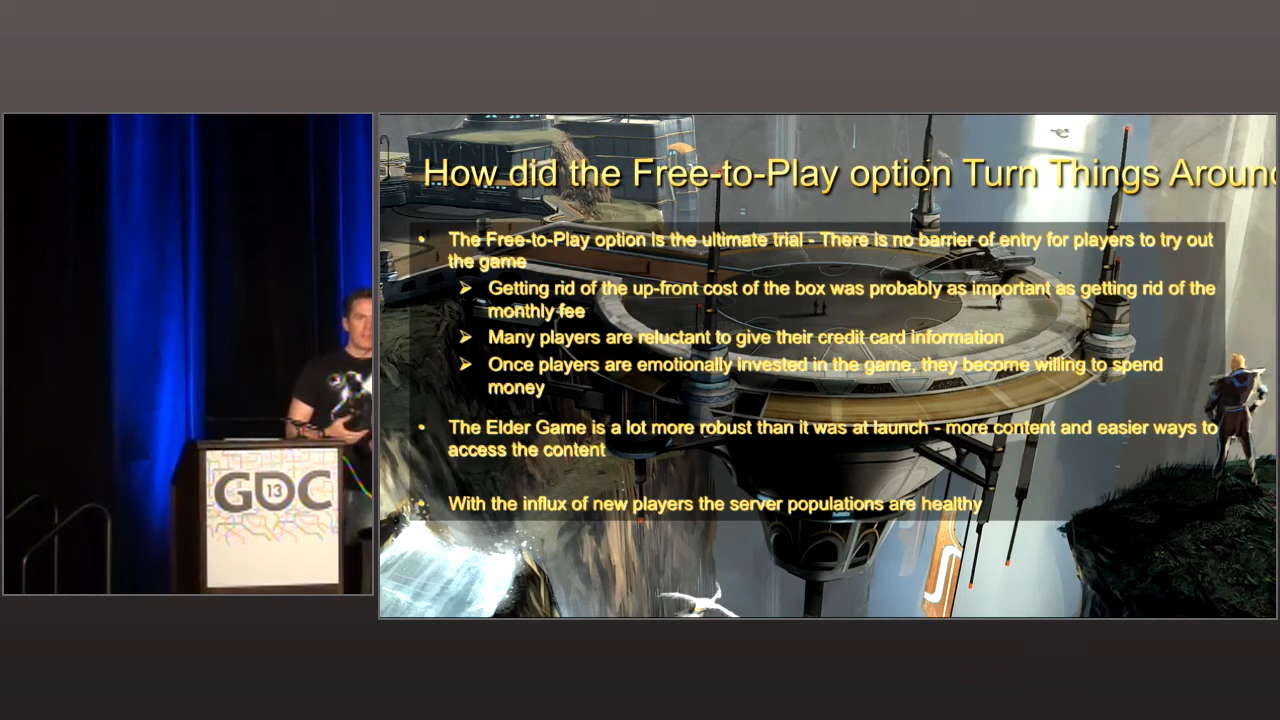 How did the Free-to-Play option Turn Things Aroun
• The Free-to-Play option is the ultimate trial - There is no barrier of entry for players to try out
the game
➢ Getting rid of the up-front cost of the box was probably as important as getting rid of the
monthly fee
➢ Many players are reluctant to give their credit card information
➢ Once players are emotionally invested in the game, they become willing to spend
money
• The Elder Game is a lot more robust than it was at launch - more content and easier ways to
access the content
• With the influx of new players the server populations are healthy
GDC
13